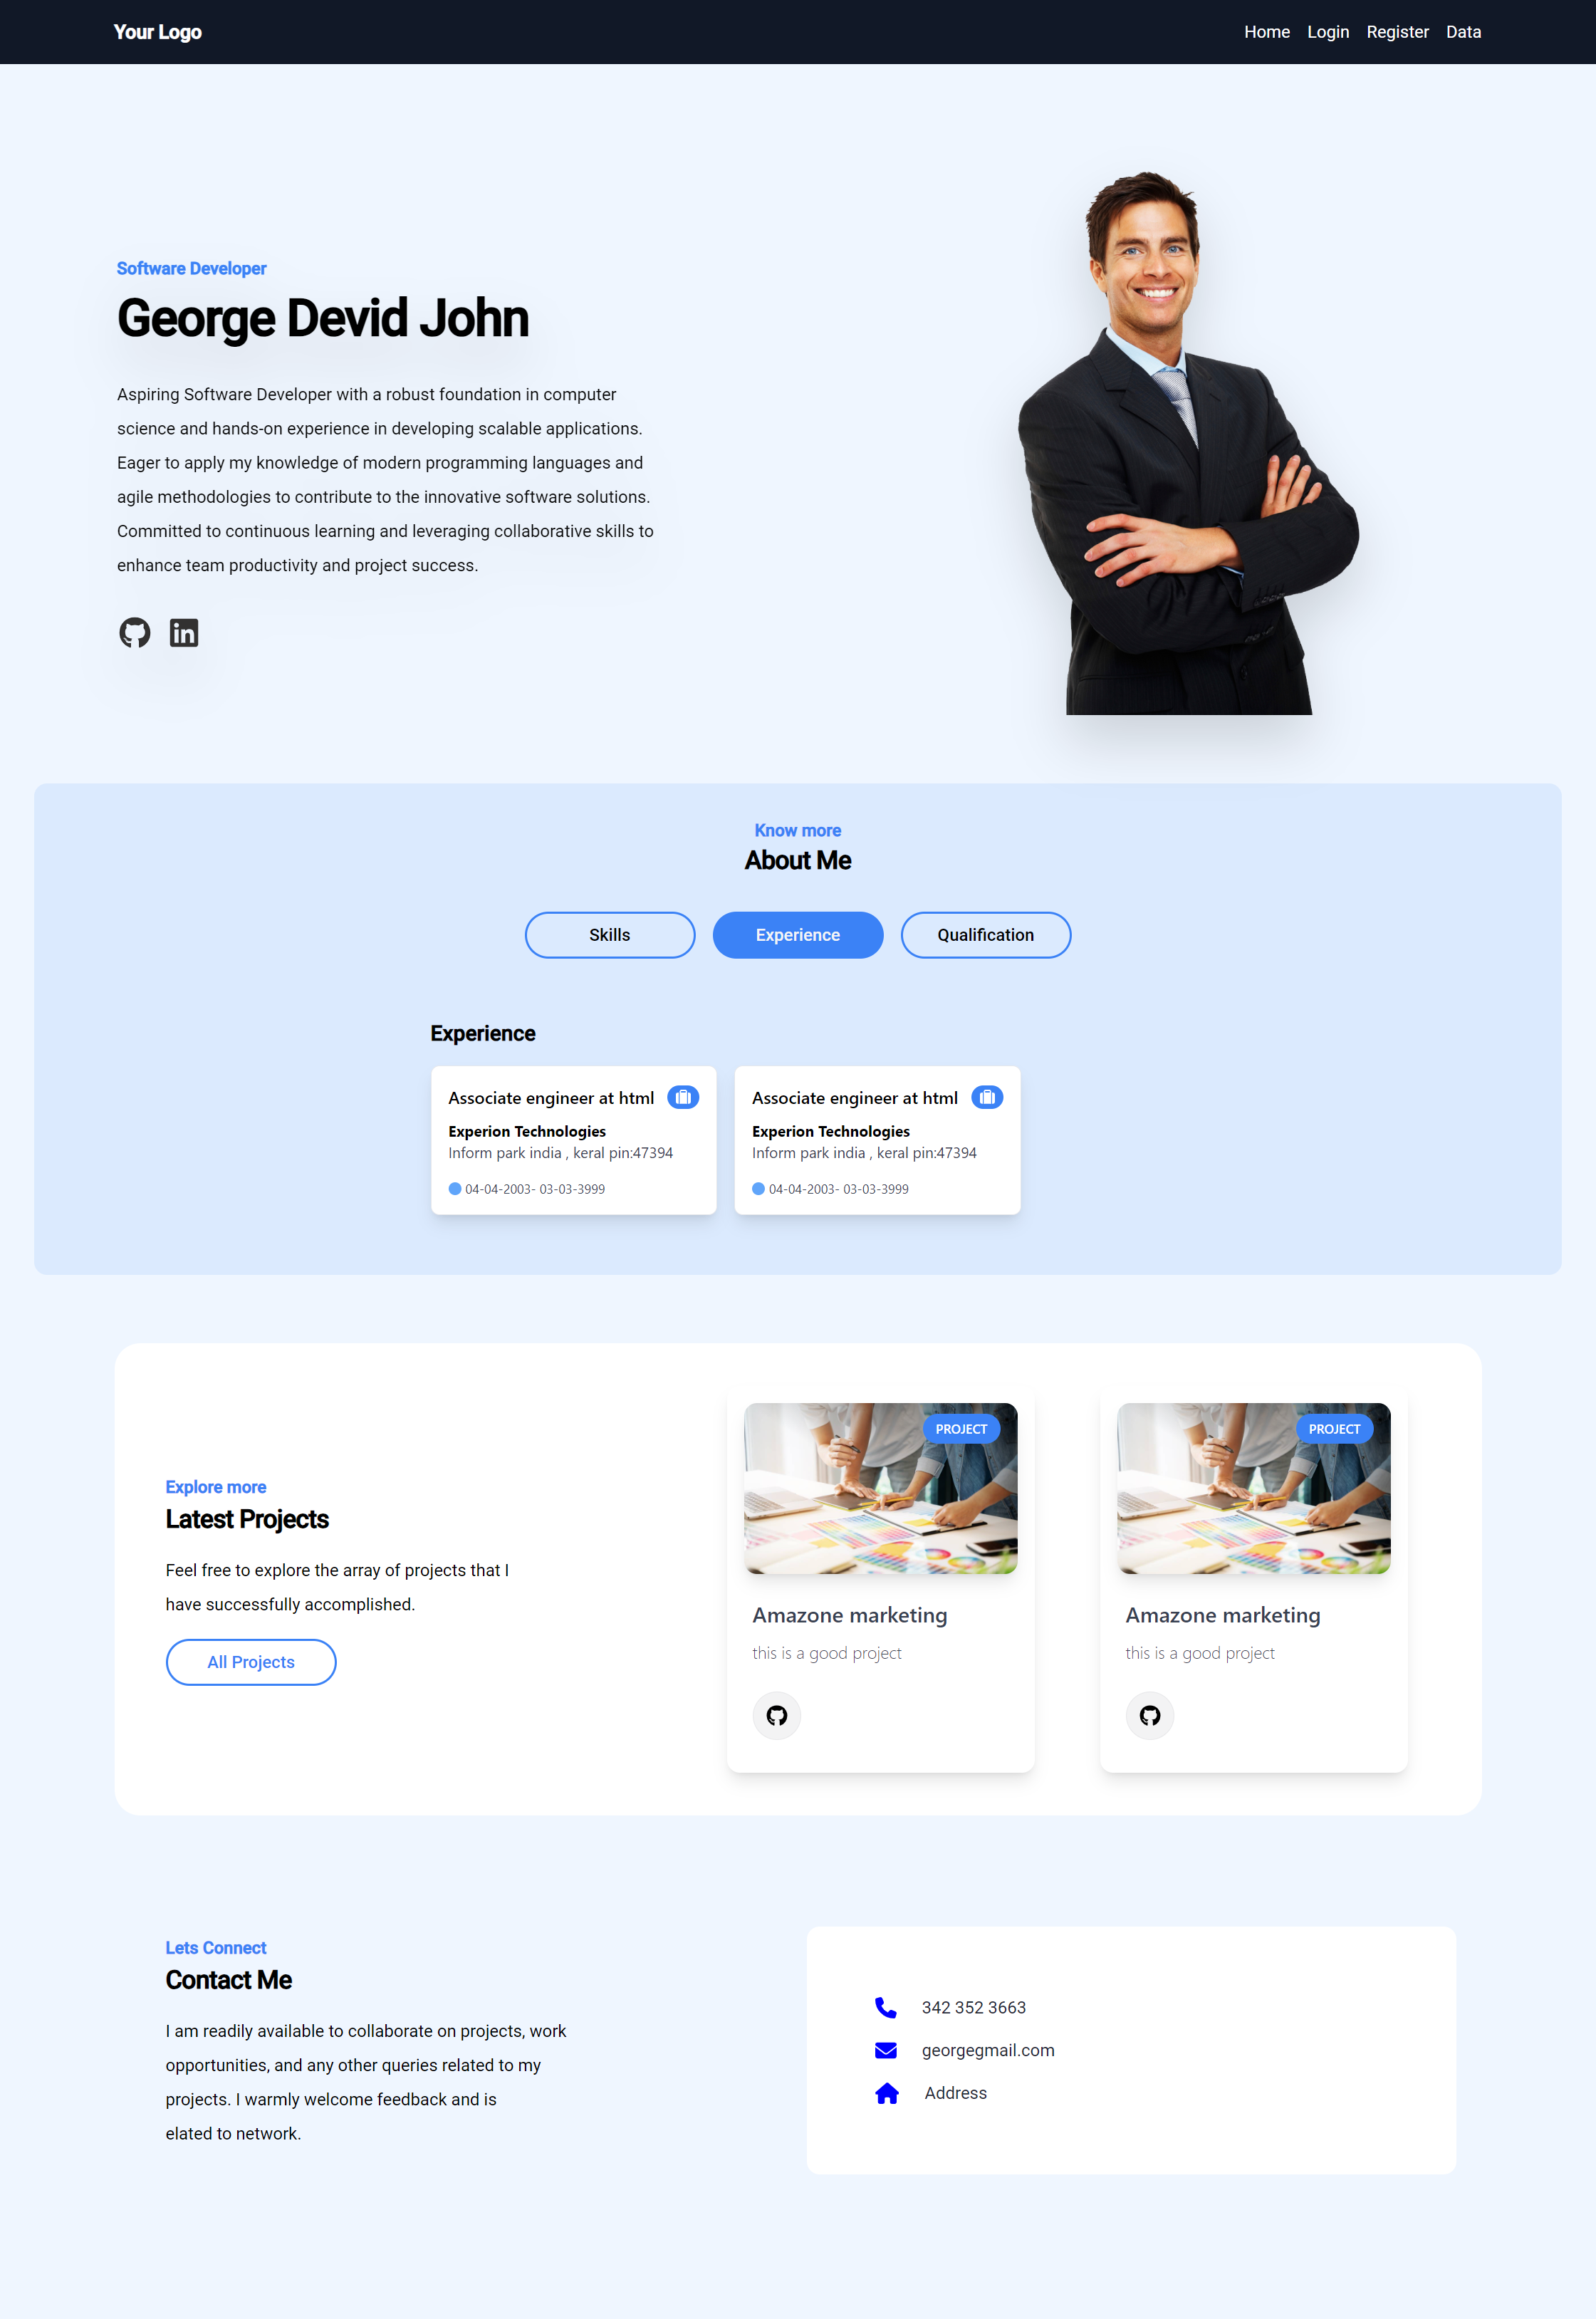 Your Logo
Home Login Register Data
Software Developer
George Devid John
Aspiring Software Developer with a robust foundation in computer
science and hands-on experience in developing scalable applications.
Eager to apply my knowledge of modern programming languages and
agile methodologies to contribute to the innovative software solutions.
Committed to continuous learning and leveraging collaborative skills to
enhance team productivity and project success.
in
Know more
About Me
Skills Experience Qualification
Experience
Associate engineer at html
Experion Technologies
Inform park india , keral pin:47394
04-04-2003- 03-03-3999
Associate engineer at html
Experion Technologies
Inform park india , keral pin:47394
04-04-2003- 03-03-3999
Explore more
Latest Projects
Feel free to explore the array of projects that I
have successfully accomplished.
All Projects
PROJECT
Amazone marketing
this is a good project
PROJECT
Amazone marketing
this is a good project
Lets Connect
Contact Me
I am readily available to collaborate on projects, work
opportunities, and any other queries related to my
projects. I warmly welcome feedback and is
elated to network.
342 352 3663
georgegmail.com
Address